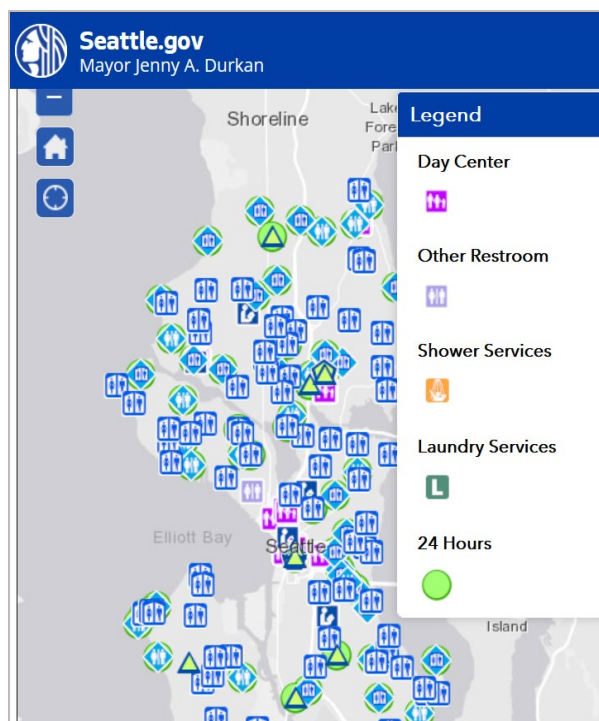 Seattle.gov
Mayor Jenny A. Durkan
Shoreline
Lake
Fore
Par
Legend
Day Center
Other Restroom
Shower Services
Laundry Services
L
24 Hours
Elliott Bay
Seattle
Island